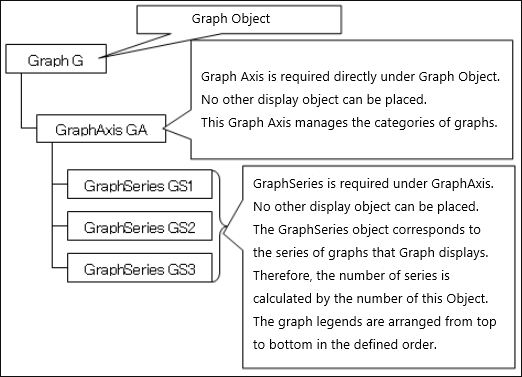 Graph Object
Graph G
Graph Axis is required directly under Graph Object.
No other display object can be placed.
This Graph Axis manages the categories of graphs.
GraphAxis GA
GraphSeries GS1
GraphSeries GS2
GraphSeries GS3
GraphSeries is required under GraphAxis.
No other display object can be placed.
The GraphSeries object corresponds to
the series of graphs that Graph displays.
Therefore, the number of series is
calculated by the number of this Object.
The graph legends are arranged from top
to bottom in the defined order.